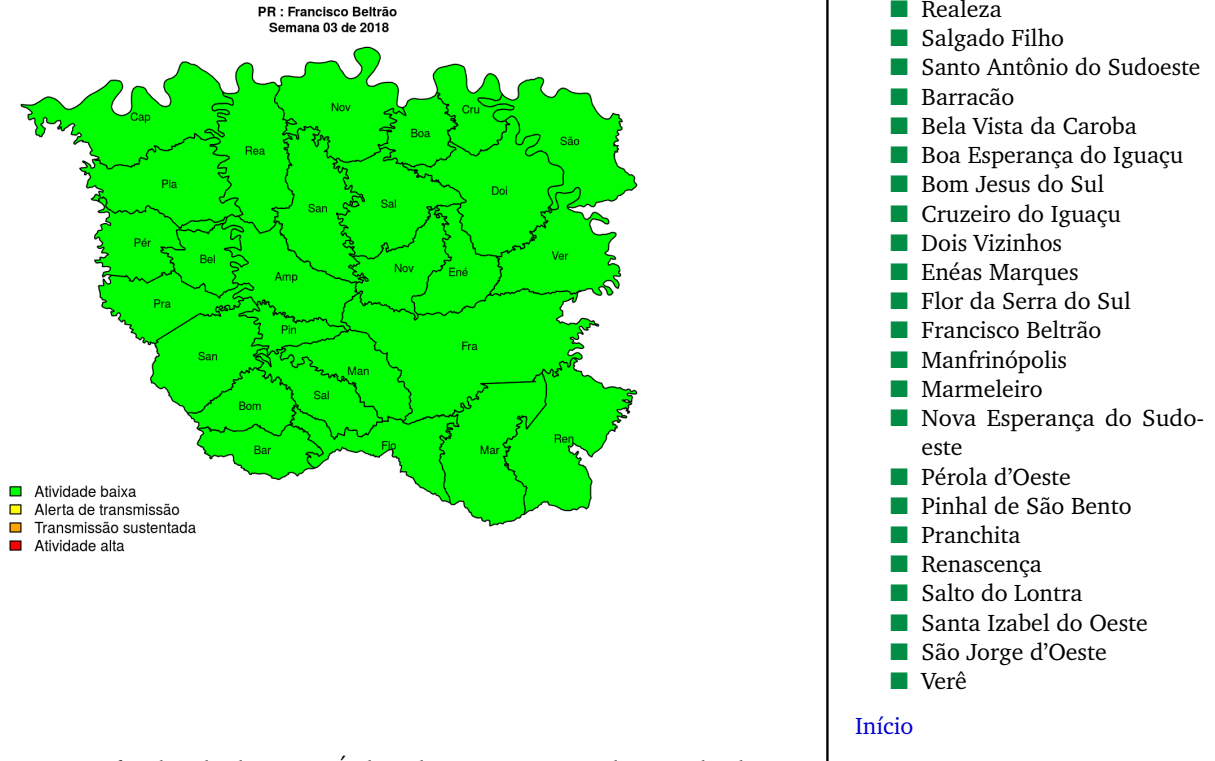 PR : Francisco Beltrão
Semana 03 de 2018
Nov
Cap
Cru
Boa
São
Rea
Pla
Doi
San
Sal
Pér
Bel
Ver
Nov
Ené
Amp
Pra
Pin
Fra
San
Man
Sal
Bom
Ren
Flo
Bar
Mar
Atividade baixa
Alerta de transmissão
Transmissão sustentada
Atividade alta
Realeza
Salgado Filho
Santo Antônio do Sudoeste
Barracão
Bela Vista da Caroba
Boa Esperança do Iguaçu
Bom Jesus do Sul
Cruzeiro do Iguaçu
Dois Vizinhos
Enéas Marques
Flor da Serra do Sul
Francisco Beltrão
Manfrinópolis
Marmeleiro
Nova Esperança do Sudo-
este
Pérola d’Oeste
Pinhal de São Bento
Pranchita
Renascença
Salto do Lontra
Santa Izabel do Oeste
São Jorge d’Oeste
Verê
Início